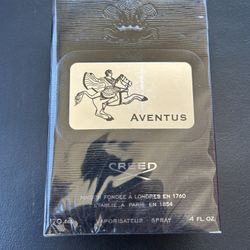 AVENTUS
CREED
MAISON FONDÉE À LONDRES EN 1760
ÉTABLIE À PARIS EN 1854
VAPORISATEUR SPRAY
4 FL. OZ.